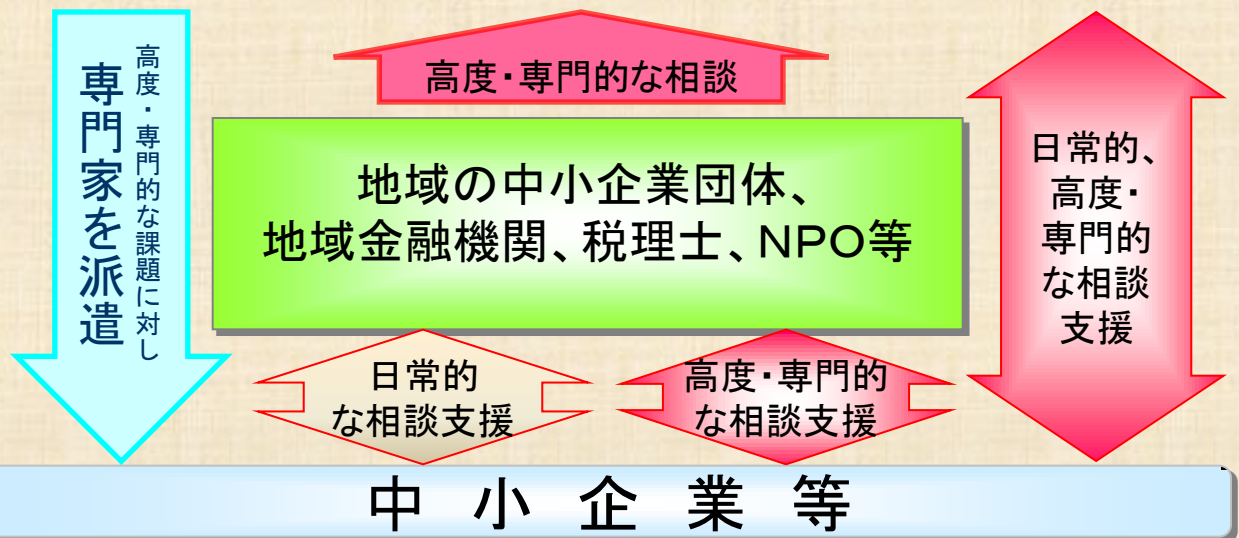 高度・専門的な課題に対し
専門家を派遣
高度・専門的な相談
地域の中小企業団体、
地域金融機関、税理士、NPO等
日常的、
高度・
専門的
な相談
支援
日常的
な相談支援
高度・専門的
な相談支援
中小企業等